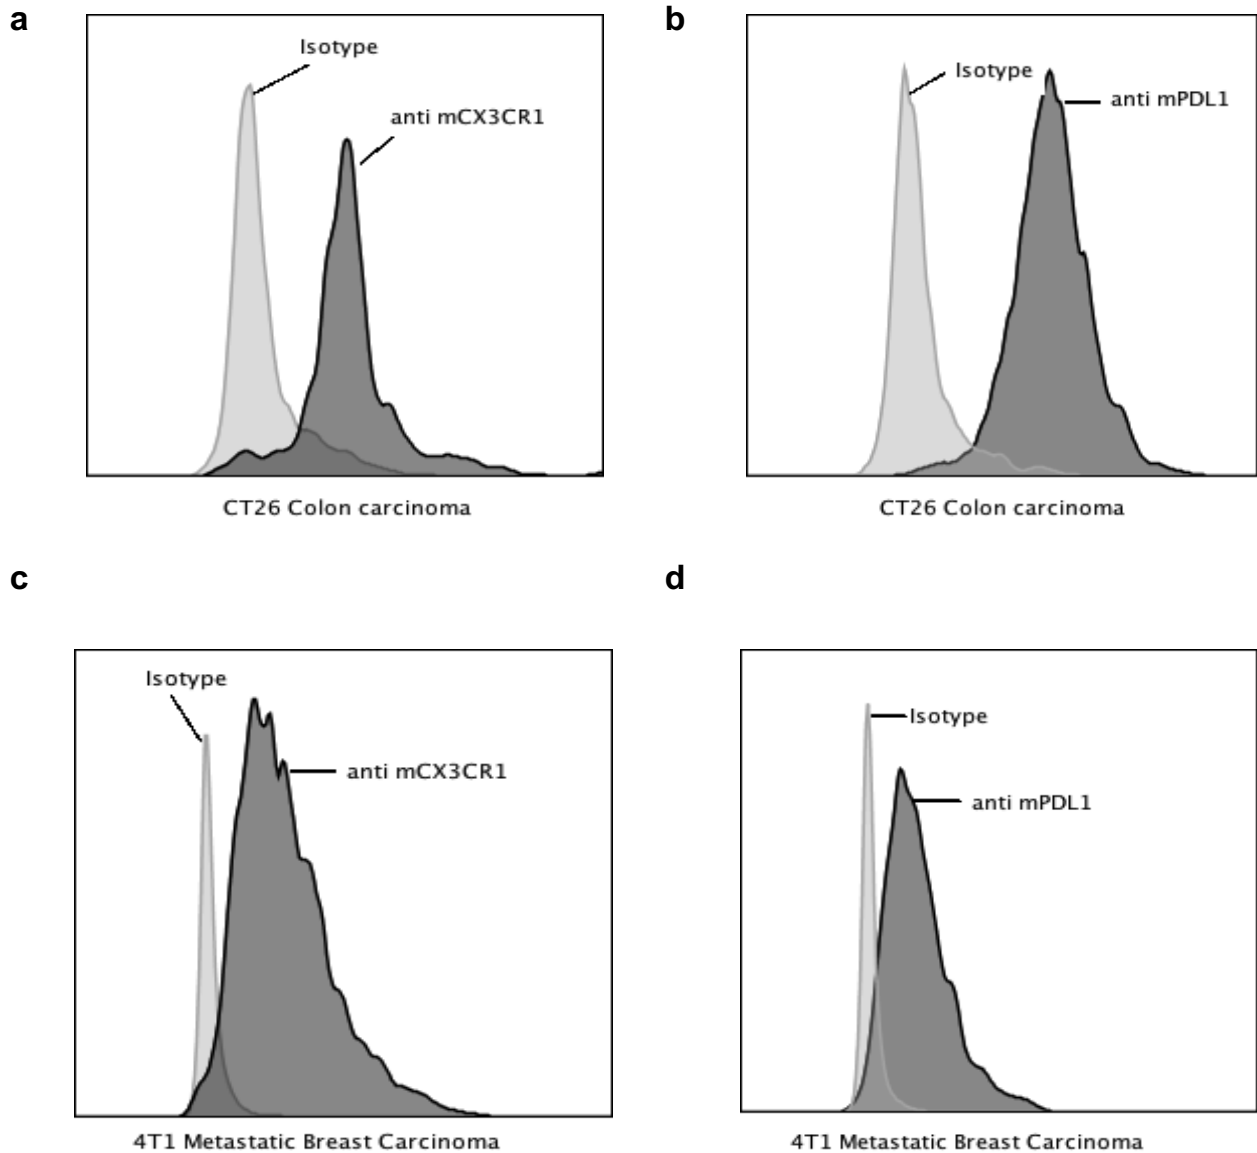 a
Isotype
anti mCX3CR1
CT26 Colon carcinoma
b
Isotype
anti mPDL1
CT26 Colon carcinoma
c
Isotype
anti mCX3CR1
4T1 Metastatic Breast Carcinoma
d
Isotype
anti mPDL1
4T1 Metastatic Breast Carcinoma